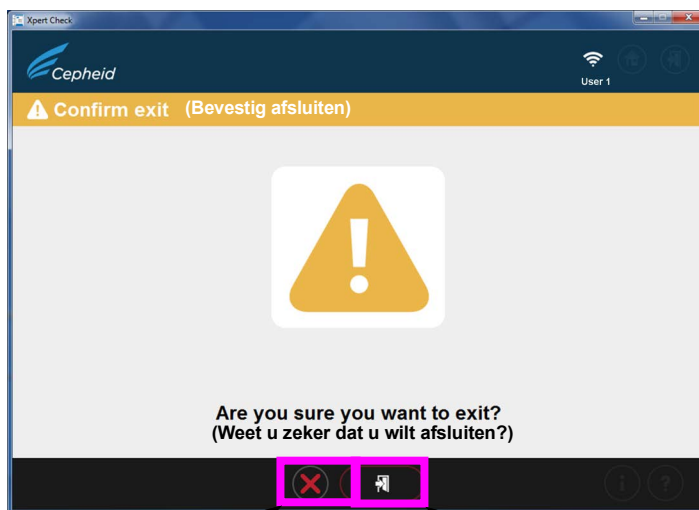 Xpert Check
Cepheid
User 1
Confirm exit (Bevestig afsluiten)
Are you sure you want to exit?
(Weet u zeker dat u wilt afsluiten?)